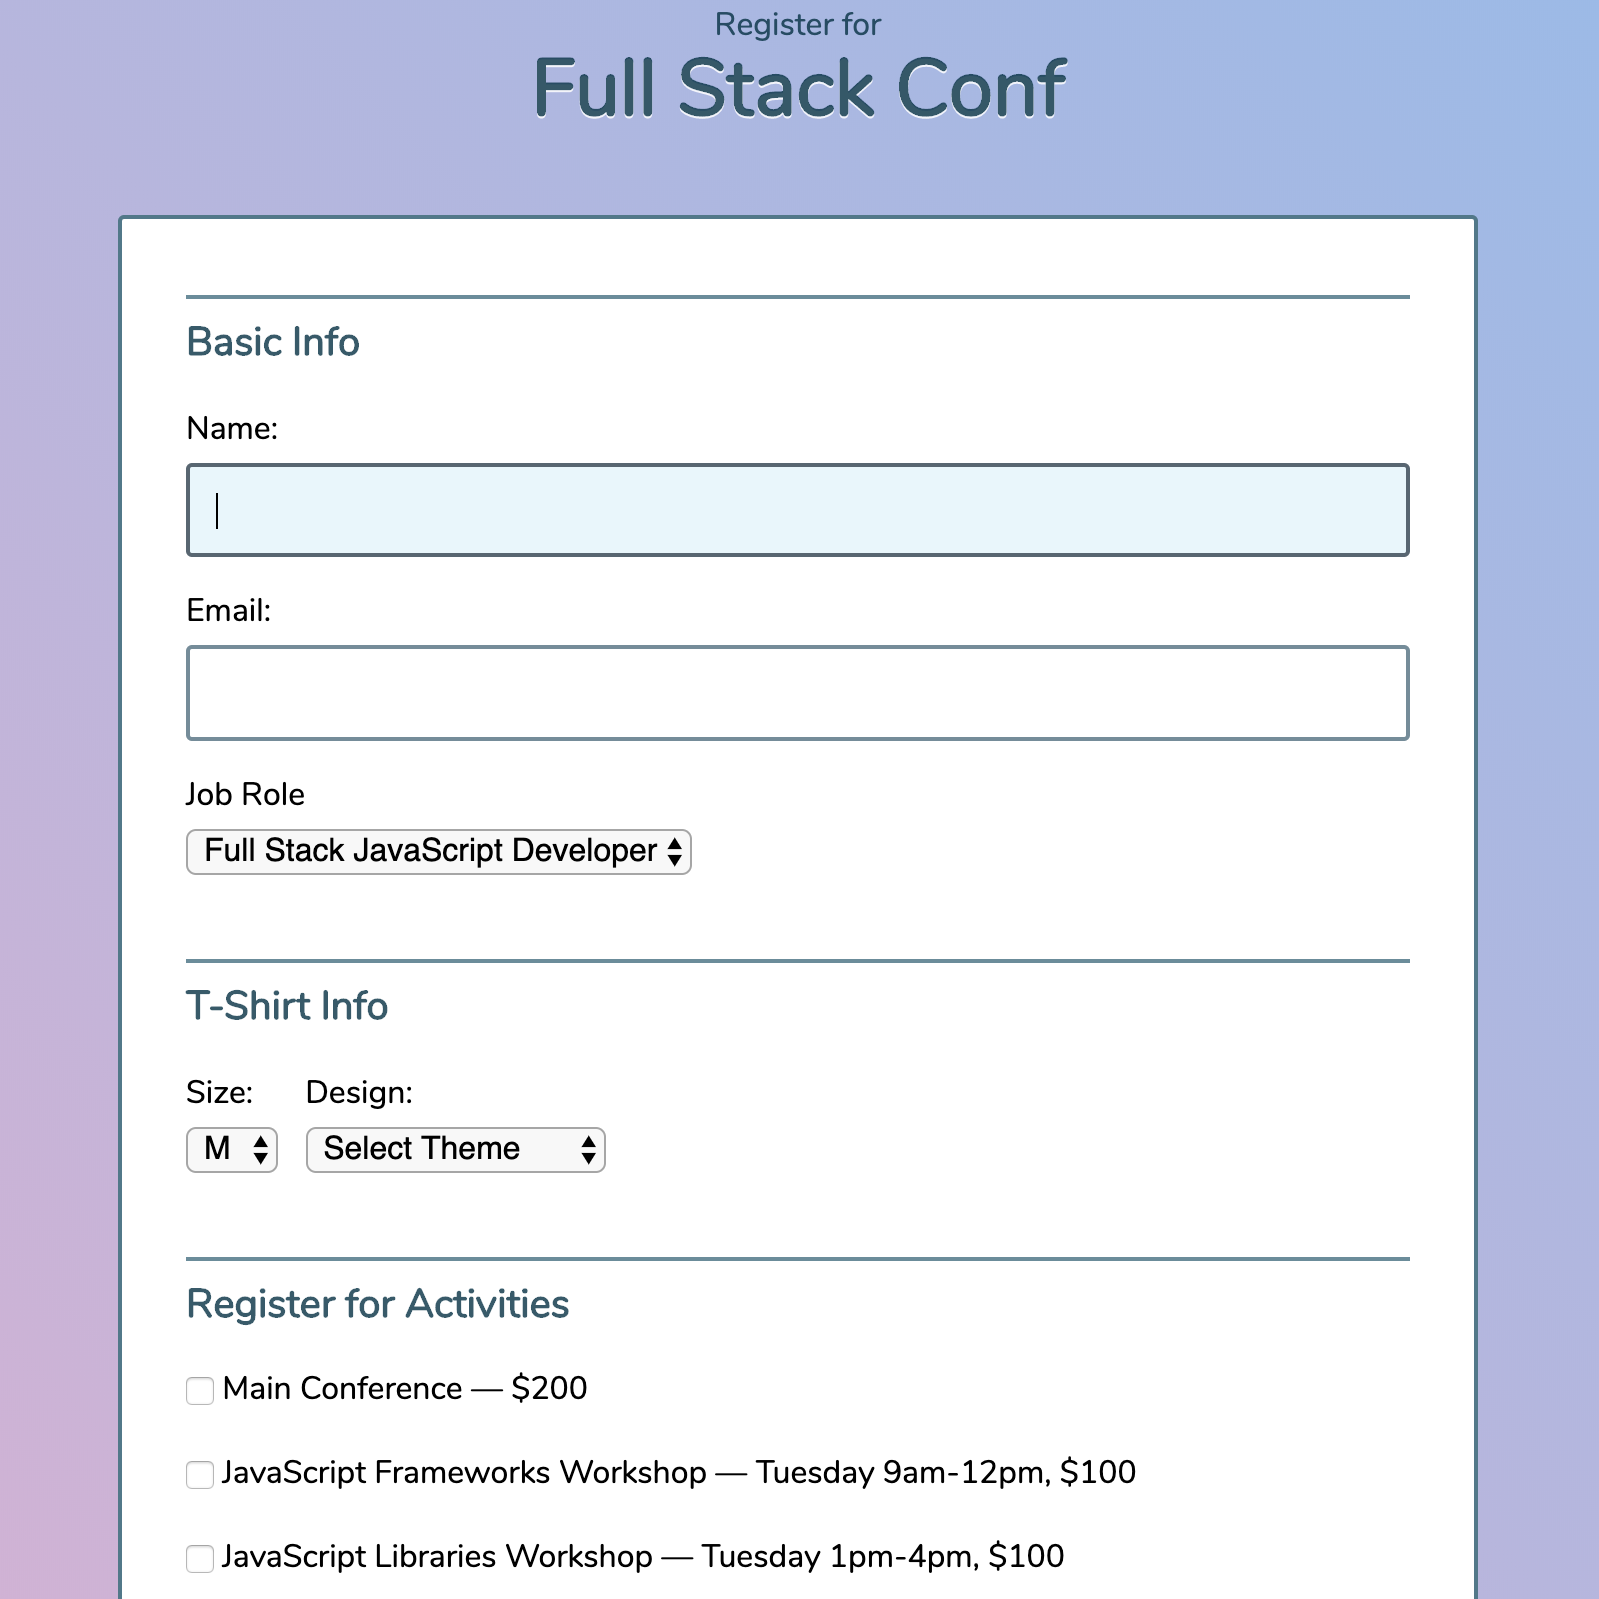 Register for
Full Stack Conf
Basic Info
Name:
Email:
Job Role
Full Stack JavaScript Developer
T-Shirt Info
Size: Design:
M Select Theme
Register for Activities
Main Conference — $200
JavaScript Frameworks Workshop — Tuesday 9am-12pm, $100
JavaScript Libraries Workshop — Tuesday 1pm-4pm, $100